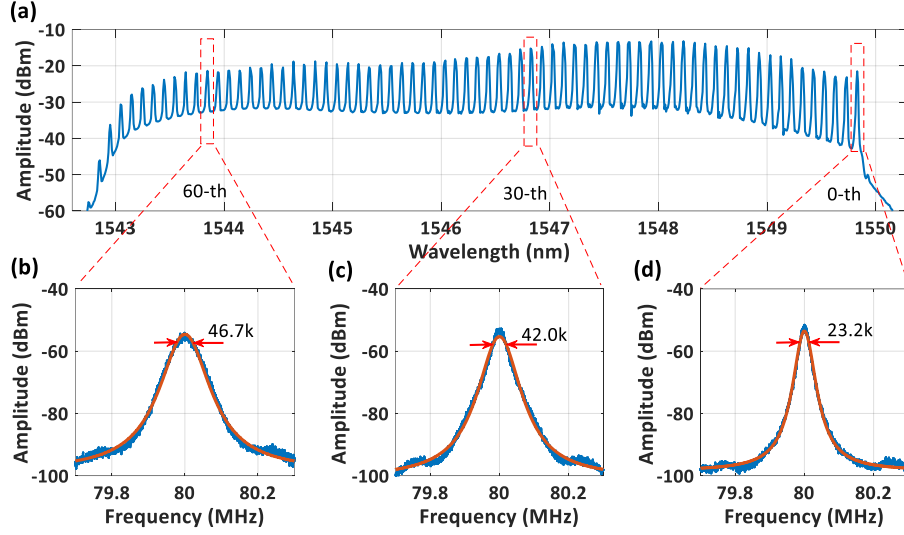 (a)
Amplitude (dBm)
-10
-20
-30
-40
-50
-60
60-th
30-th
0-th
1543
1544
1545
1546
1547
1548
1549
1550
Wavelength (nm)
(b)
Amplitude (dBm)
-40
-60
-80
-100
46.7k
79.8
80
80.2
Frequency (MHz)
(c)
Amplitude (dBm)
-40
-60
-80
-100
42.0k
79.8
80
80.2
Frequency (MHz)
(d)
Amplitude (dBm)
-40
-60
-80
-100
23.2k
79.8
80
80.2
Frequency (MHz)